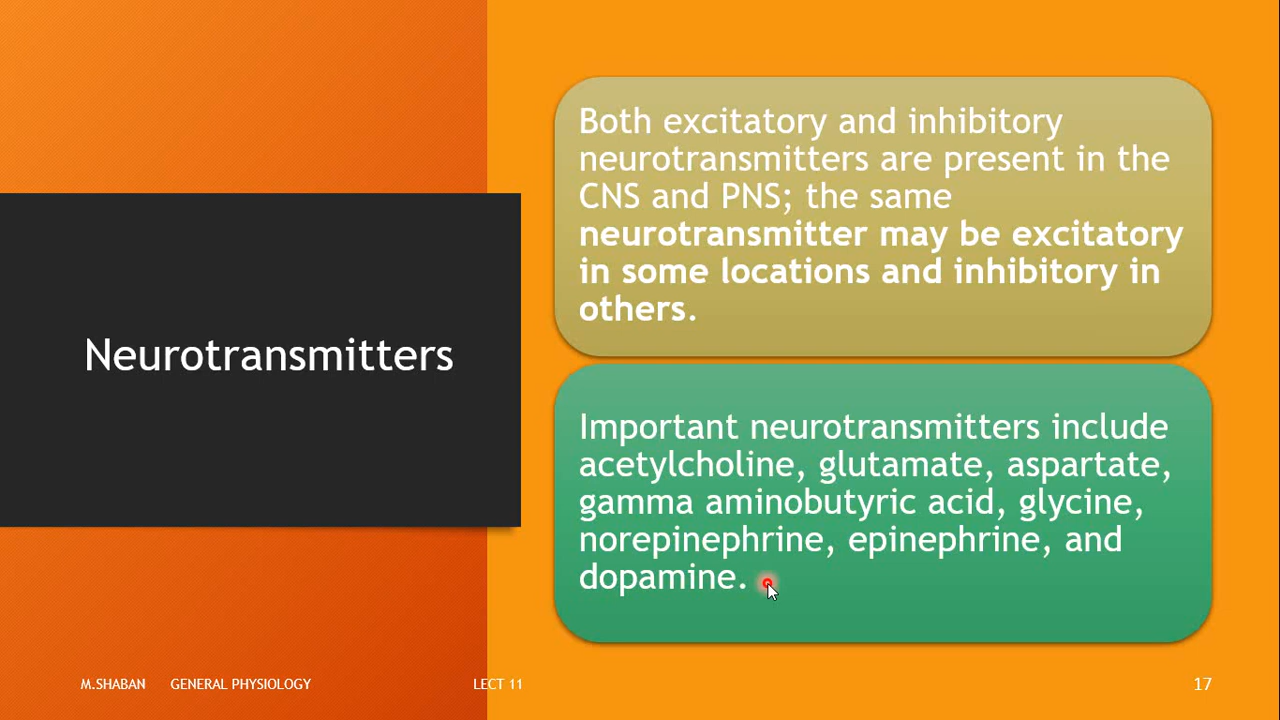 Neurotransmitters
Both excitatory and inhibitory
neurotransmitters are present in the
CNS and PNS; the same
neurotransmitter may be excitatory
in some locations and inhibitory in
others.
Important neurotransmitters include
acetylcholine, glutamate, aspartate,
gamma aminobutyric acid, glycine,
norepinephrine, epinephrine, and
dopamine.
M.SHABAN GENERAL PHYSIOLOGY LECT 11 17